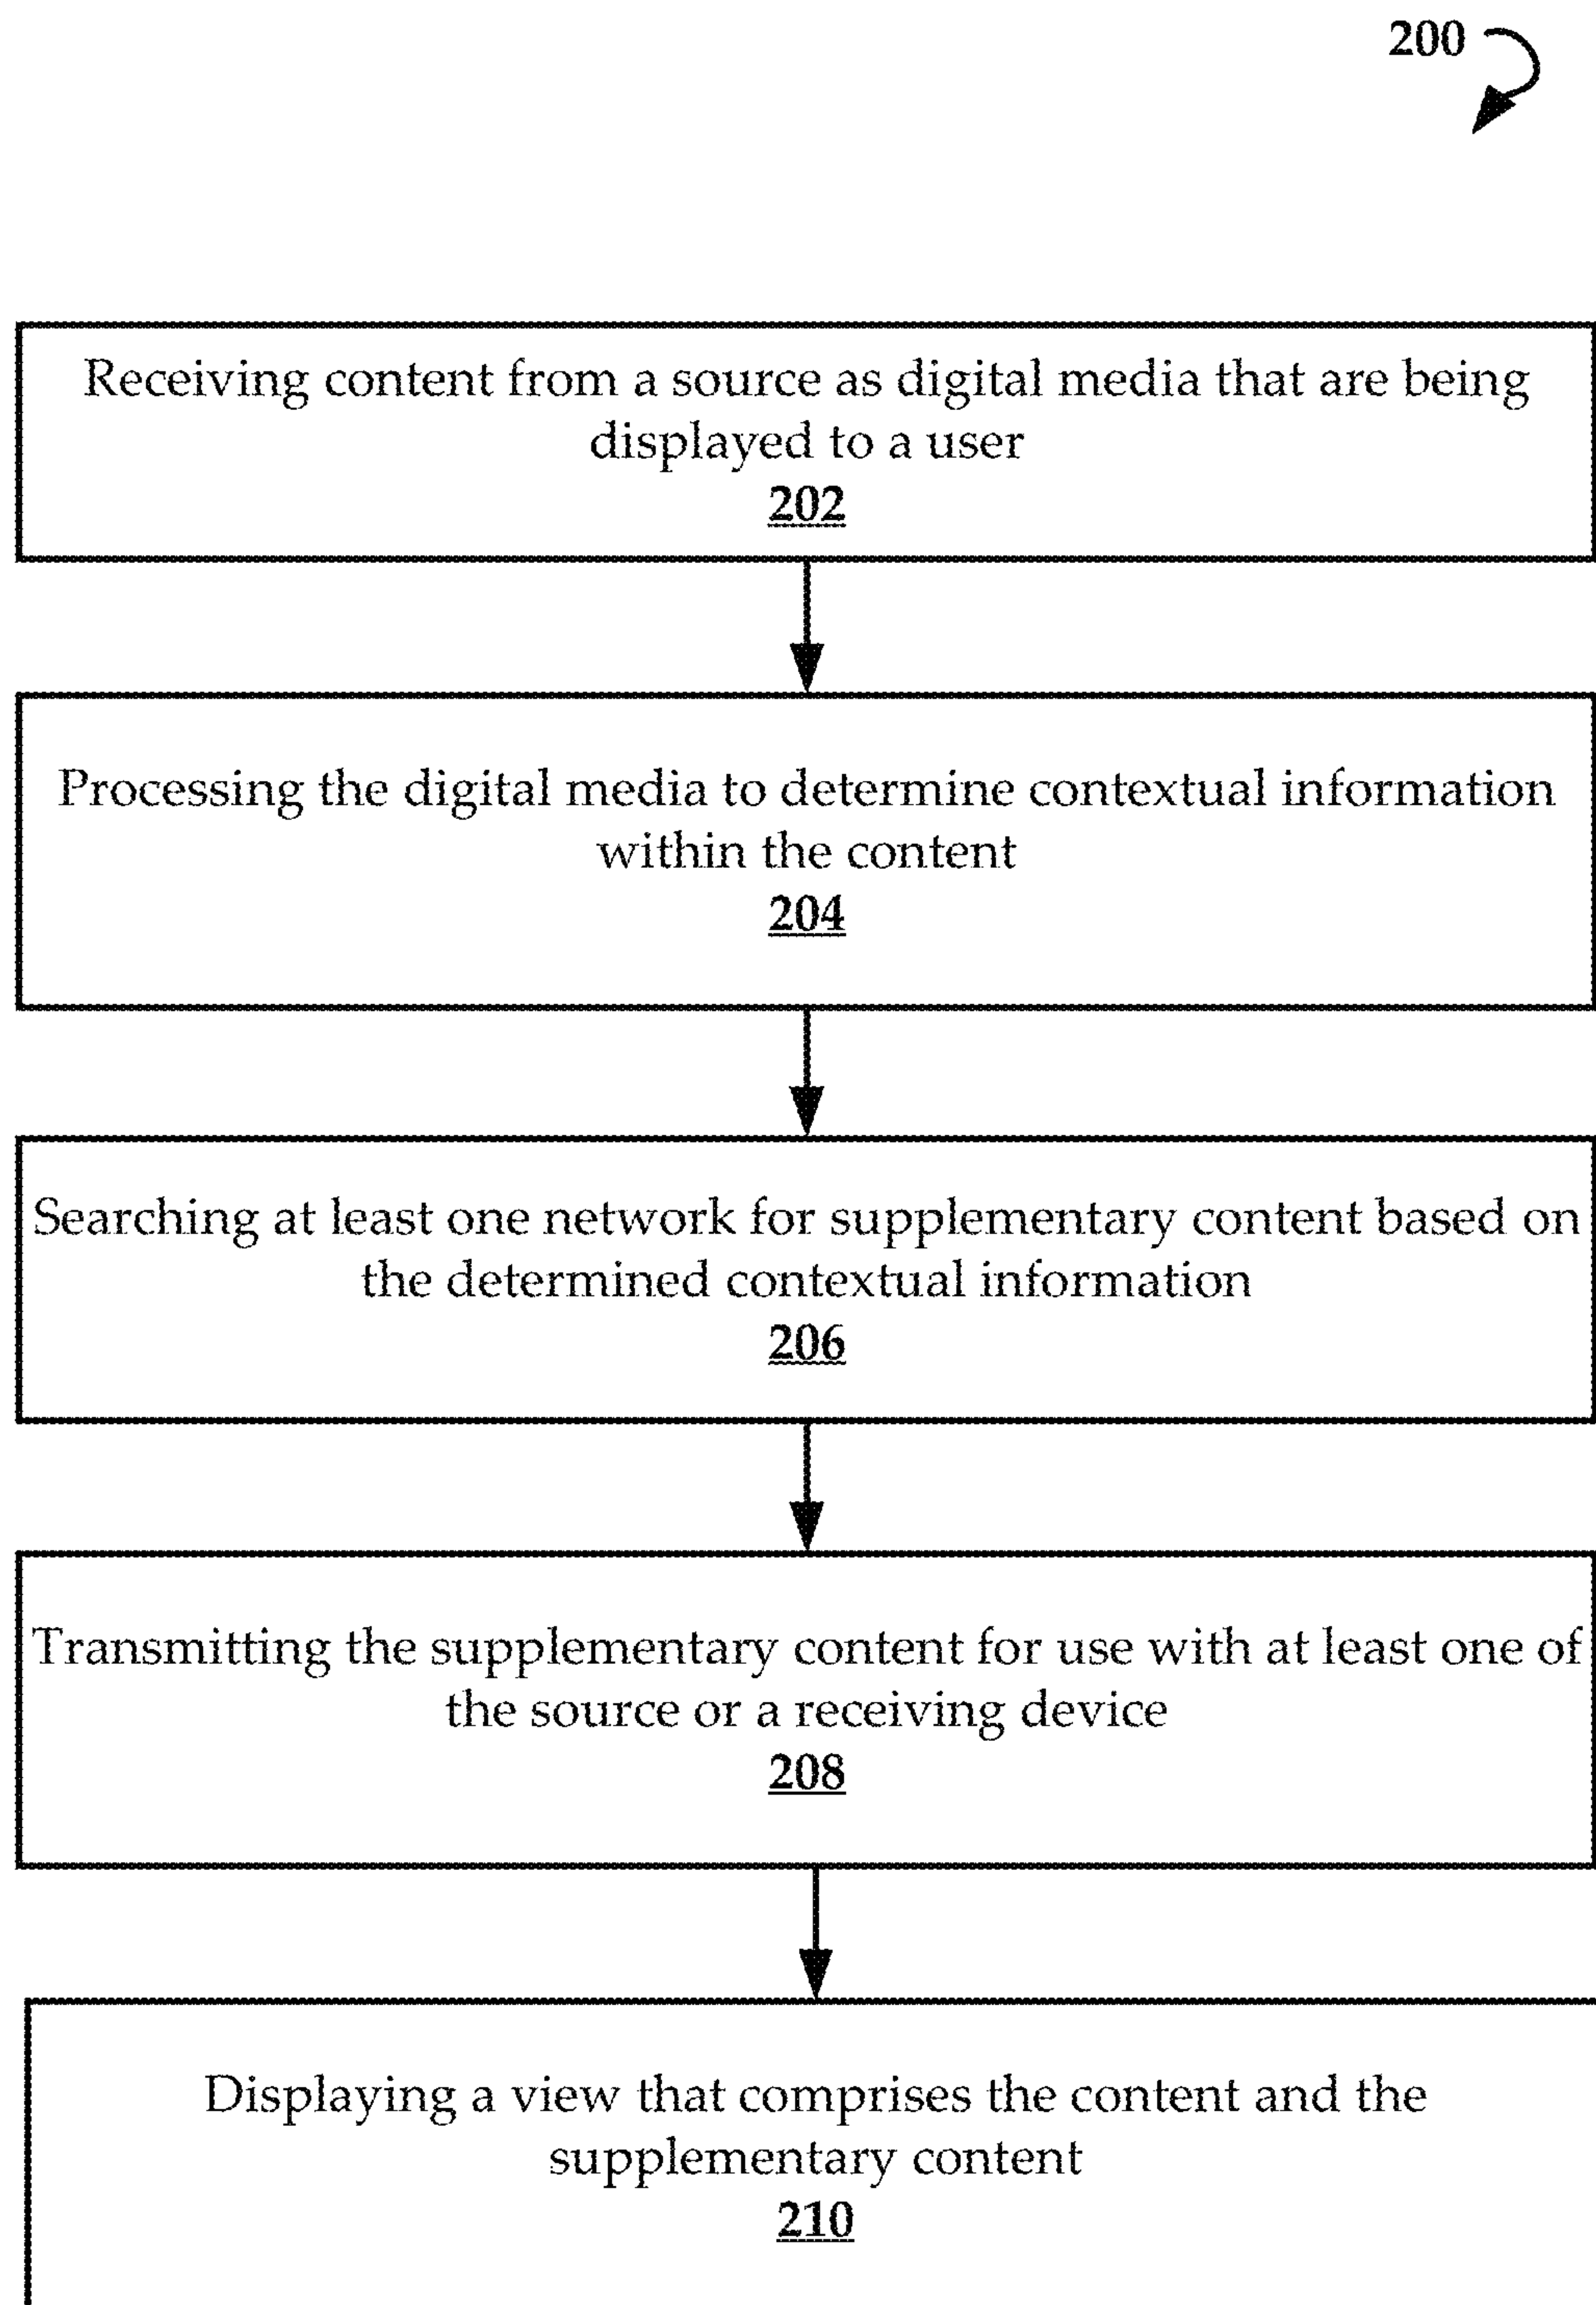 200
Receiving content from a source as digital media that are being
displayed to a user
202
Processing the digital media to determine contextual information
within the content
204
Searching at least one network for supplementary content based on
the determined contextual information
206
Transmitting the supplementary content for use with at least one of
the source or a receiving device
208
Displaying a view that comprises the content and the
supplementary content
210